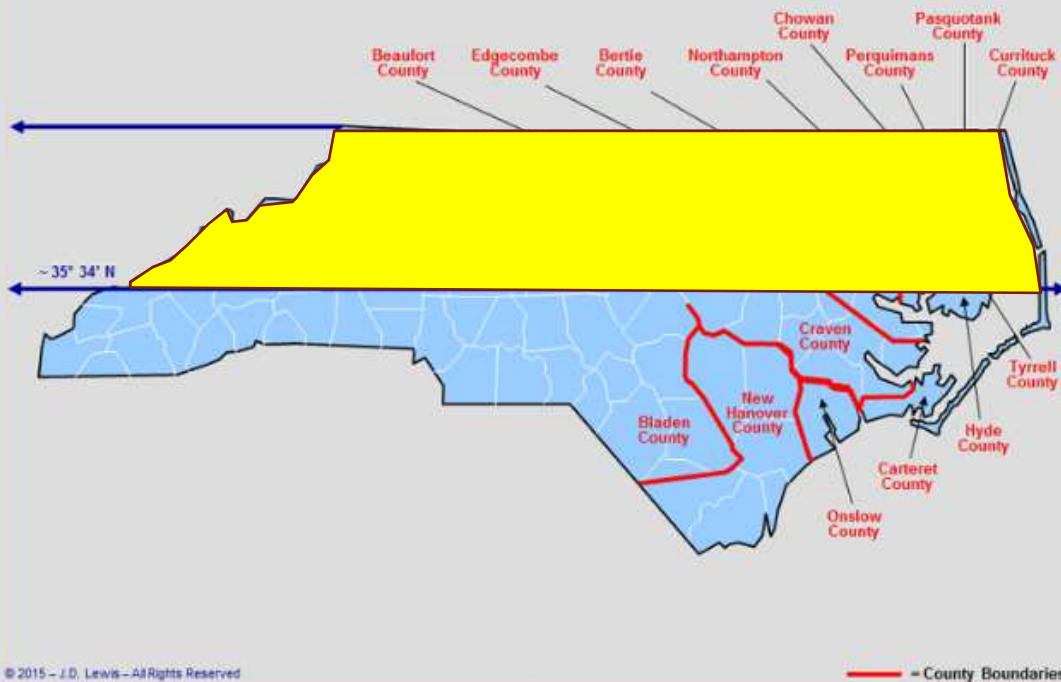 Chowan
County
Pasquotank
County
Beaufort
County
Edgecombe
County
Bertie
County
Northampton
County
Perquimans
County
Currituck
County
~ 35° 34' N
Craven
County
Tyrrell
County
New
Hanover
County
Bladen
County
Hyde
County
Carteret
County
Onslow
County
© 2015 – J.D. Lewis – All Rights Reserved
= County Boundaries